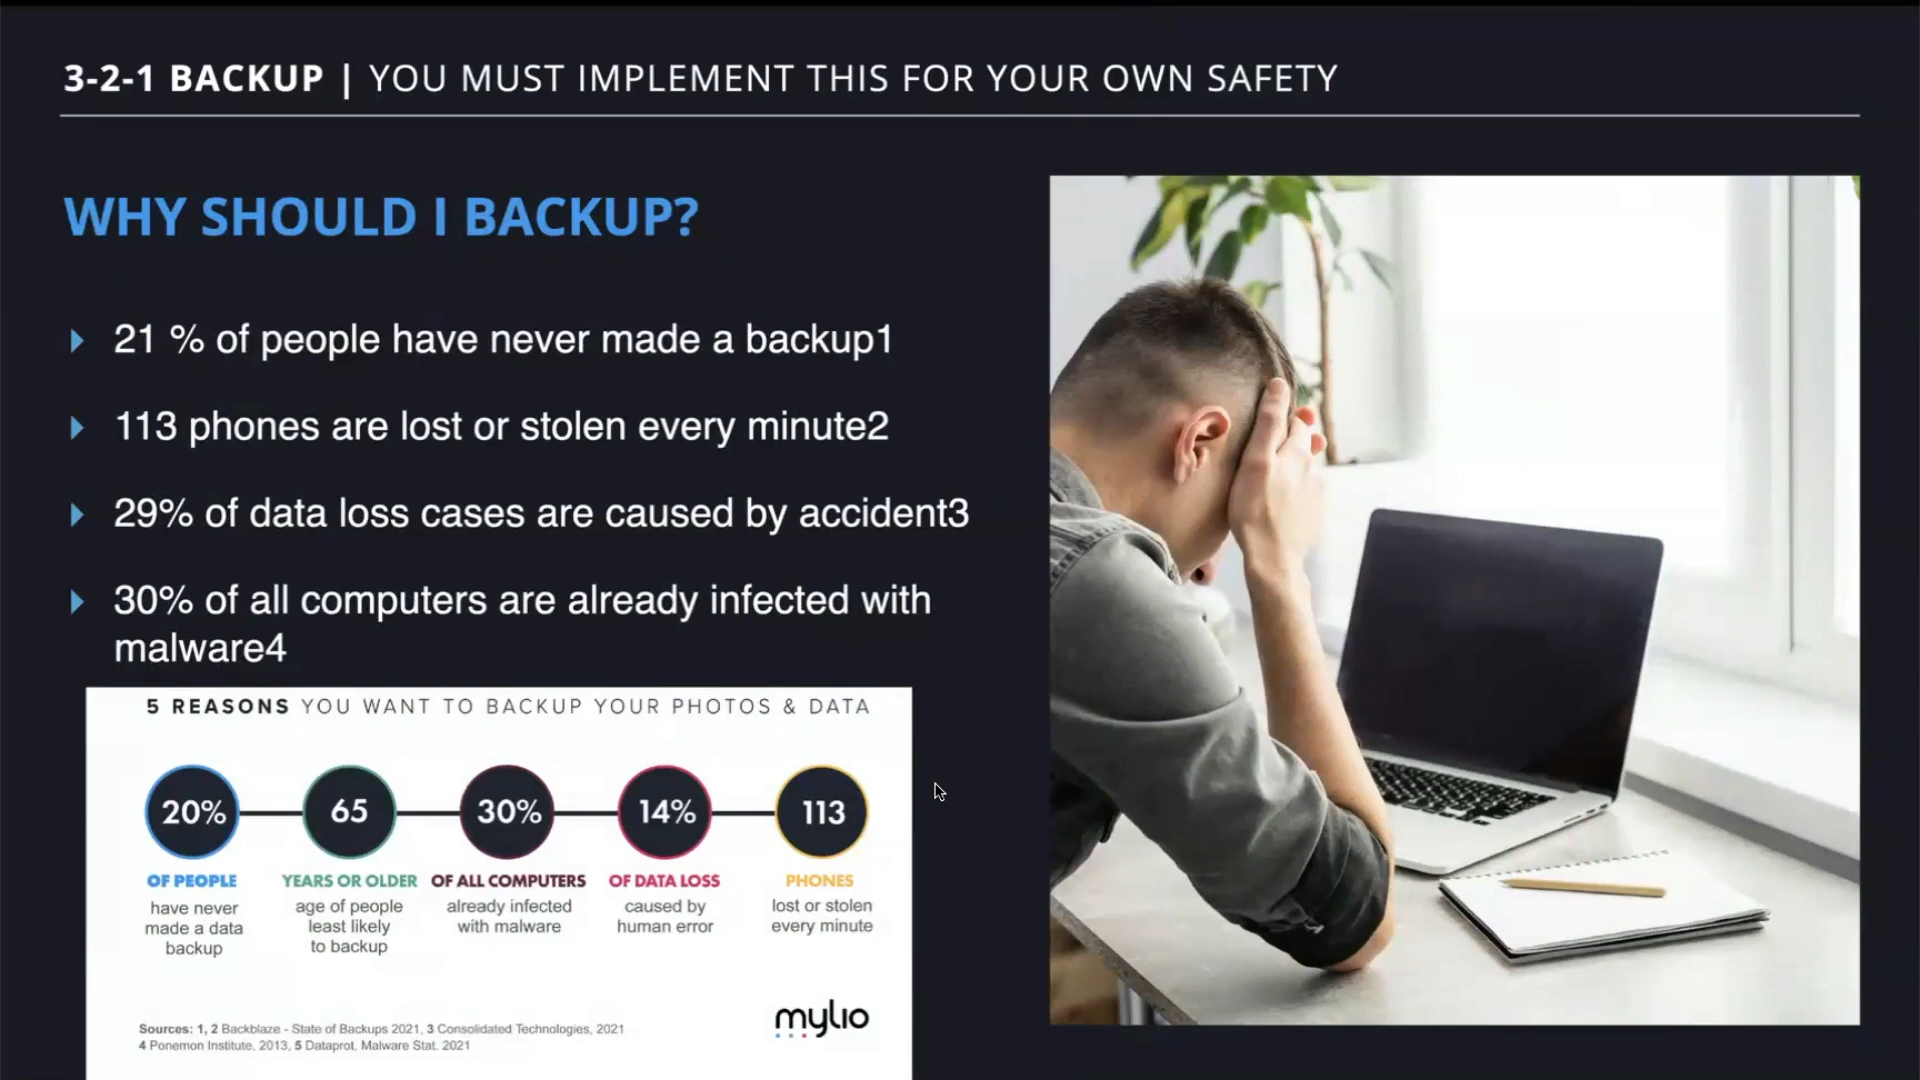 3-2-1 BACKUP | YOU MUST IMPLEMENT THIS FOR YOUR OWN SAFETY
WHY SHOULD I BACKUP?
21 % of people have never made a backup1
113 phones are lost or stolen every minute2
29% of data loss cases are caused by accident3
30% of all computers are already infected with
malware4
5 REASONS YOU WANT TO BACKUP YOUR PHOTOS & DATA
20%
OF PEOPLE
have never
made a data
backup
65
YEARS OR OLDER
age of people
least likely
to backup
30%
OF ALL COMPUTERS
already infected
with malware
14%
OF DATA LOSS
caused by
human error
113
PHONES
lost or stolen
every minute
Sources: 1, 2 Backblaze - State of Backups 2021, 3 Consolidated Technologies, 2021
4 Ponemon Institute, 2013, 5 Dataprot, Malware Stat. 2021
mylio